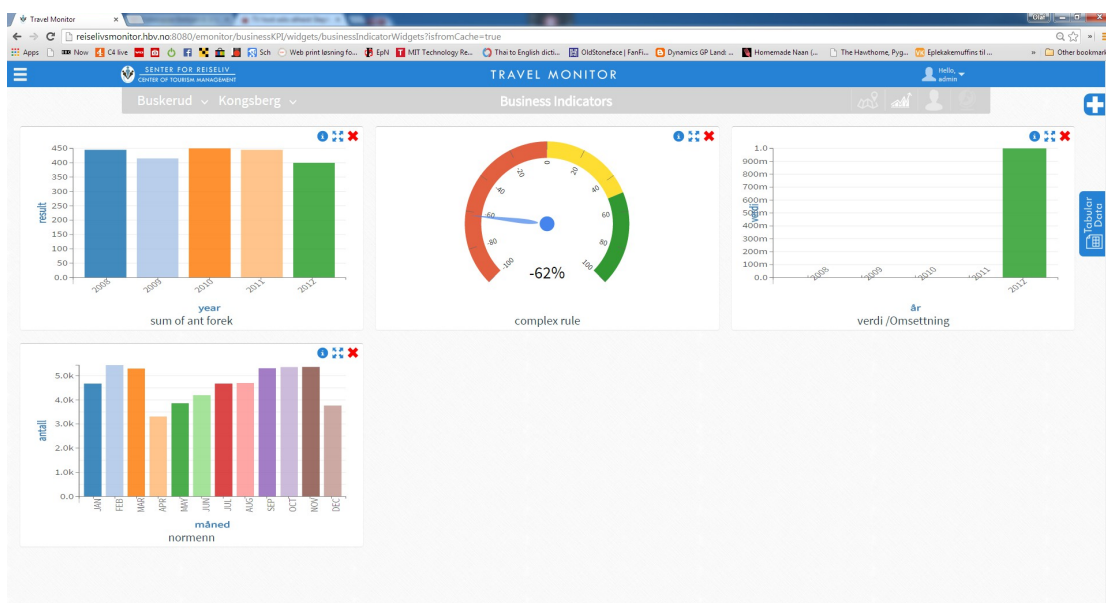 Travel Monitor
Olaf
reiselivsmonitor.hbv.no:8080/emonitor/businessKPI/widgets/businessIndicatorWidgets?isfromCache=true
Apps Now C4 live Sch Web print løsning fo... EpN MIT Technology Re... Thai to English dicti... OldStoneface | FanFi... Dynamics GP Land: ... Homemade Naan (... The Hawthorne, Pyg... Eplekakemuffins til ... » Other bookmark
SENTER FOR REISELIV
CENTER OF TOURISM MANAGEMENT
TRAVEL MONITOR
Hello,
admin
Buskerud Kongsberg
Business Indicators
450
400
350
300
250
200
150
100
50
0.0
result
2008 2009 2010 2011 2012
year
sum of ant forek
-100 -80 -60 -40 -20 0 20 40 60 80 100
-62%
complex rule
1.0
900m
800m
700m
600m
500m
400m
300m
200m
100m
0.0
verdi
2008 2009 2010 2011 2012
år
verdi /Omsettning
Tabular
Data
5.0k
4.0k
3.0k
2.0k
1.0k
0.0
antall
JAN FEB MAR APR MAY JUN JUL AUG SEP OCT NOV DEC
måned
normenn